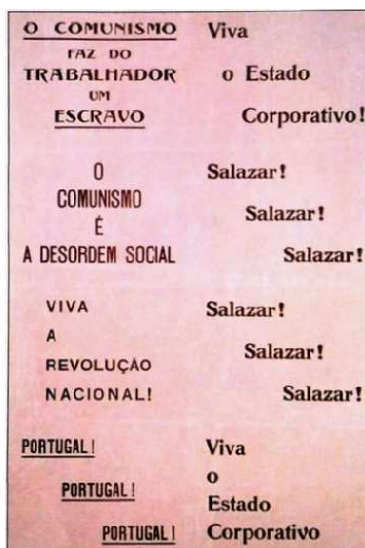 O COMUNISMO
FAZ DO
TRABALHADOR
UM
ESCRAVO
Viva
o Estado
Corporativo!
O
COMUNISMO
É
A DESORDEM SOCIAL
Salazar!
Salazar!
Salazar!
VIVA
A
REVOLUÇÃO
NACIONAL!
Salazar!
Salazar!
Salazar!
PORTUGAL!
PORTUGAL!
PORTUGAL!
Viva
o
Estado
Corporativo